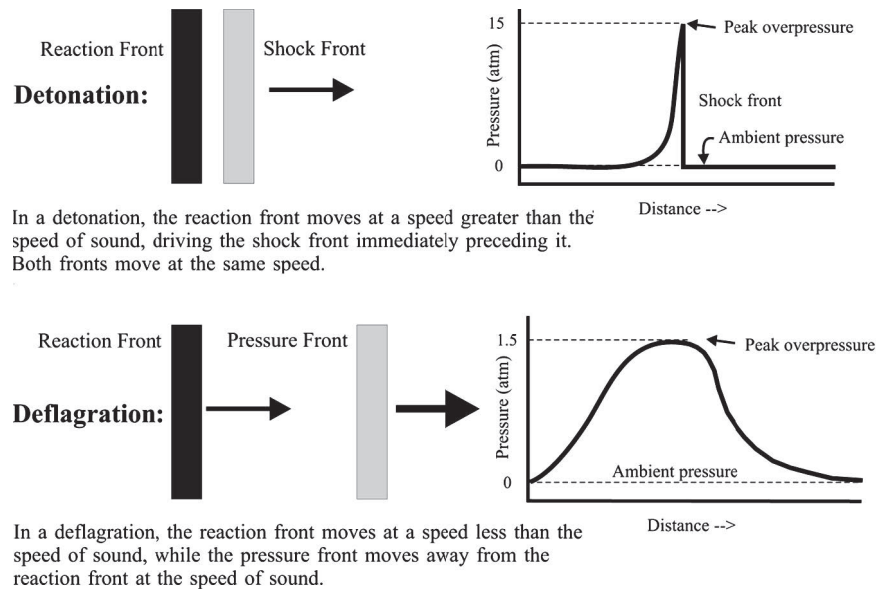 Reaction Front
Shock Front
Detonation:
15
Peak overpressure
Pressure (atm)
Shock front
Ambient pressure
0
Distance -->
In a detonation, the reaction front moves at a speed greater than the
speed of sound, driving the shock front immediately preceding it.
Both fronts move at the same speed.
Reaction Front
Pressure Front
Deflagration:
1.5
Peak overpressure
Pressure (atm)
Ambient pressure
0
Distance -->
In a deflagration, the reaction front moves at a speed less than the
speed of sound, while the pressure front moves away from the
reaction front at the speed of sound.